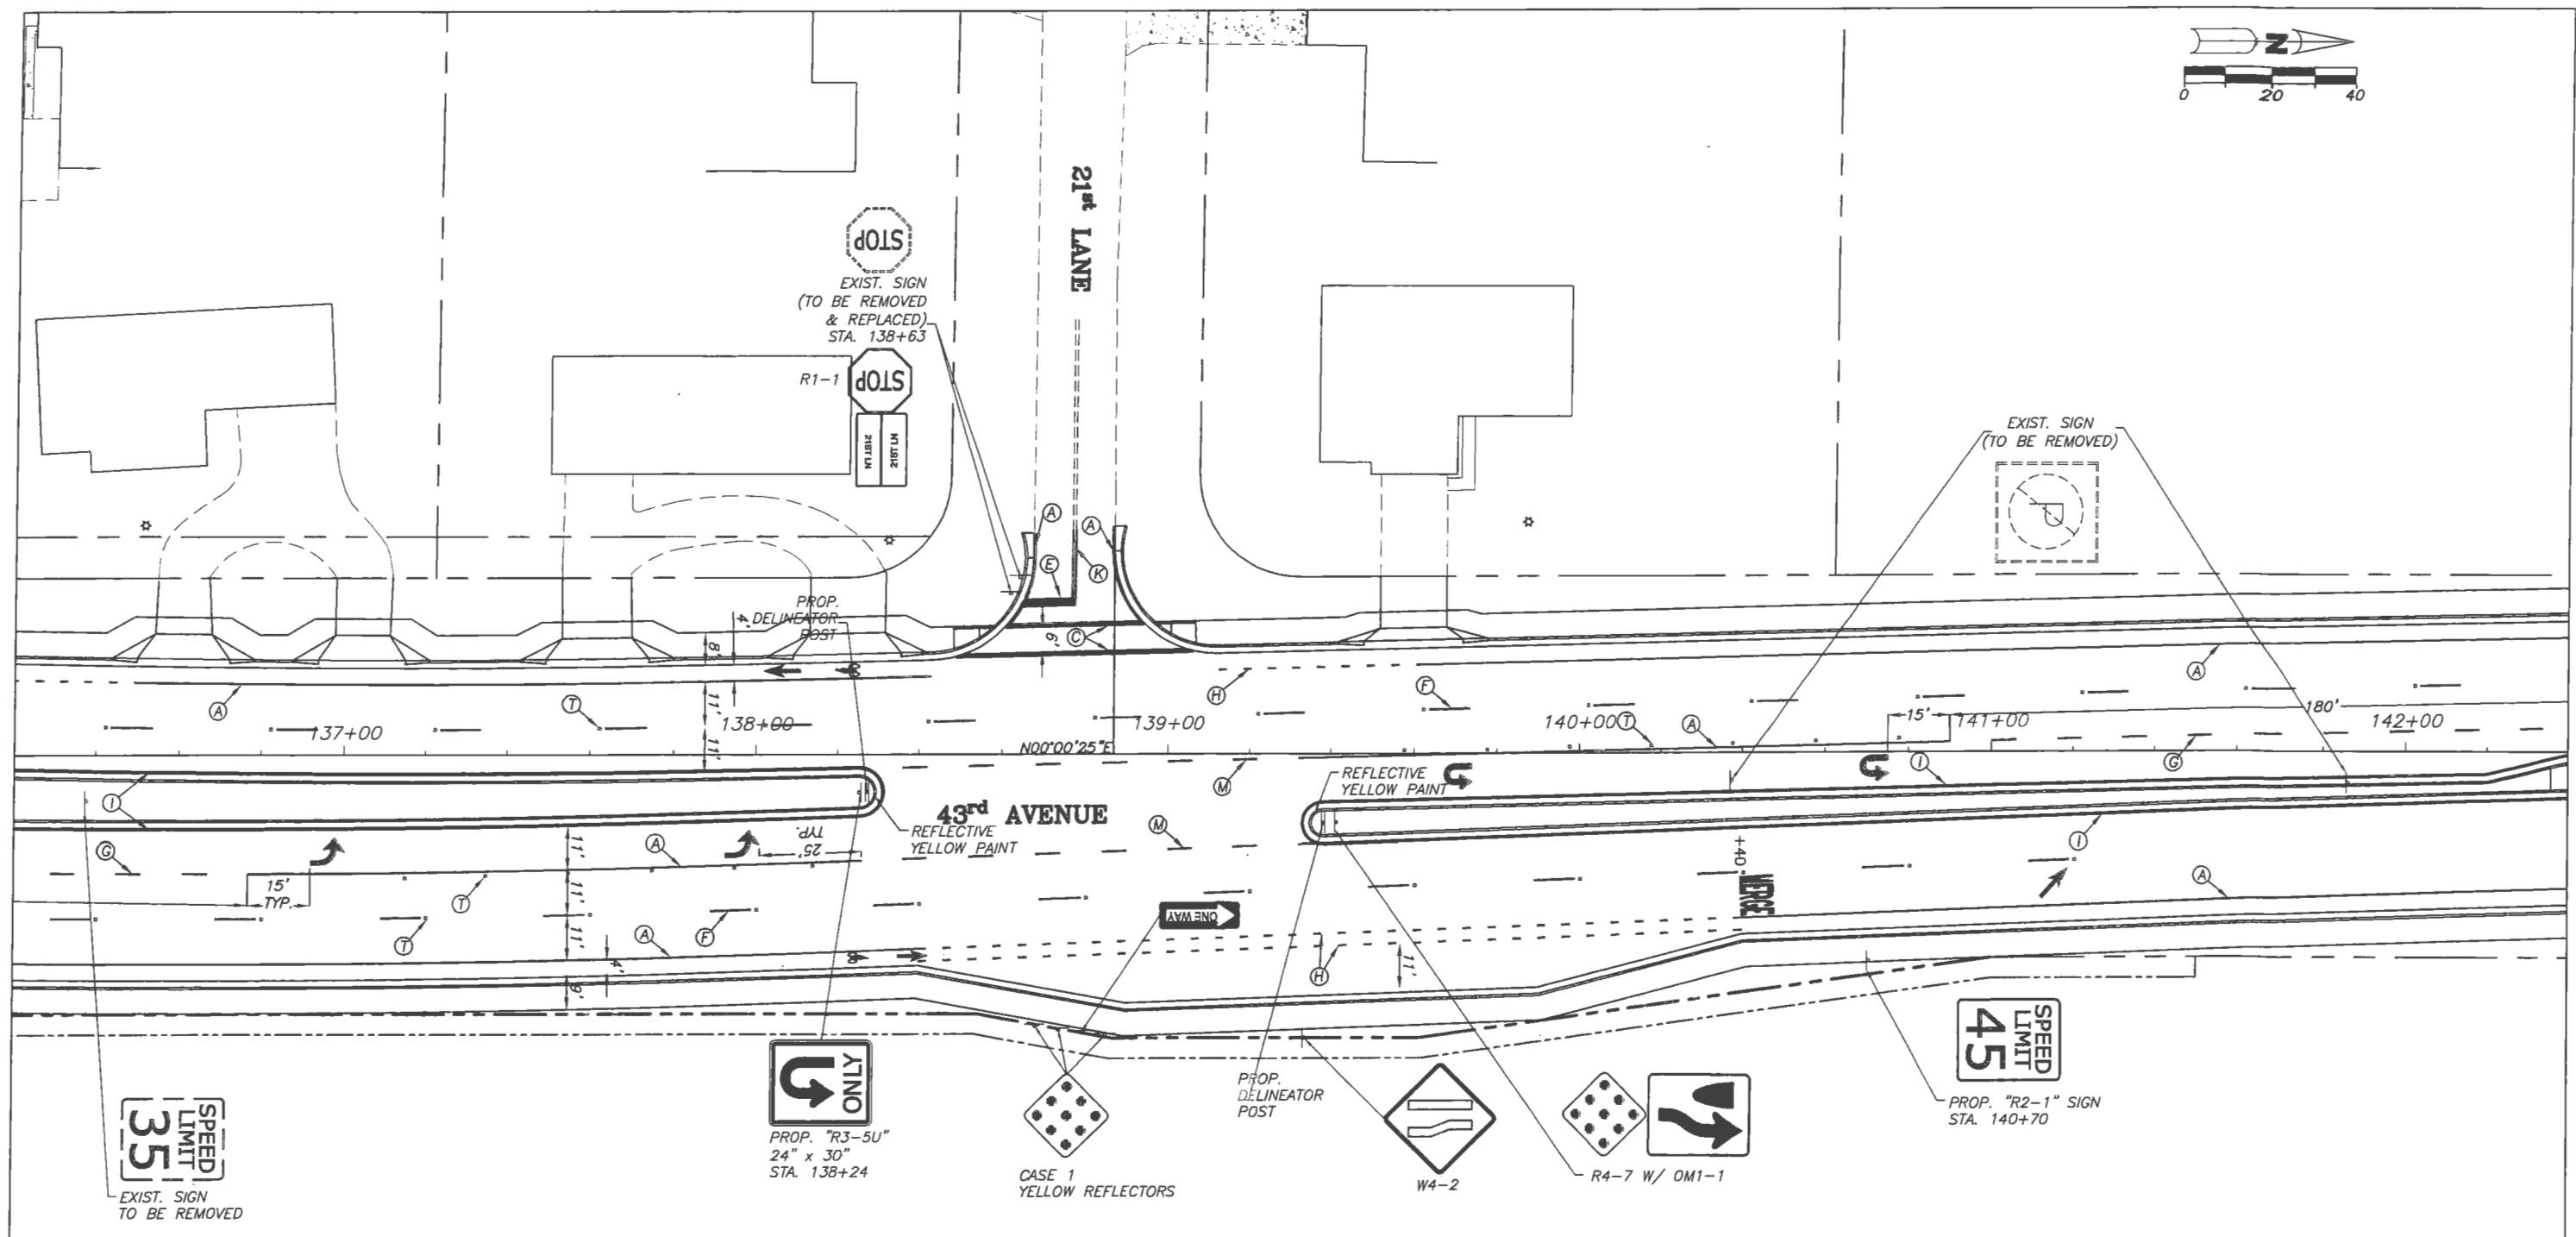 N
0 20 40
21st LANE
STOP
EXIST. SIGN
(TO BE REMOVED
& REPLACED)
STA. 138+63
R1-1
STOP
21ST LN
21ST LN
EXIST. SIGN
(TO BE REMOVED)
P
A
A
E
K
C
6'
PROP.
DELINEATOR
POST
4'
8'
A
T
H
F
A
11'
11'
137+00
138+00
139+00
140+00
141+00
142+00
T
A
15'
180'
N00°00'25"E
M
G
I
I
REFLECTIVE
YELLOW PAINT
43rd AVENUE
REFLECTIVE
YELLOW PAINT
M
25'
TYP.
G
A
11'
11'
11'
15'
TYP.
T
T
A
F
4'
9'
ONE WAY
H
11'
+40
MERGE
I
A
SPEED
LIMIT
35
EXIST. SIGN
TO BE REMOVED
ONLY
PROP. "R3-5U"
24" x 30"
STA. 138+24
CASE 1
YELLOW REFLECTORS
PROP.
DELINEATOR
POST
W4-2
R4-7 W/ OM1-1
SPEED
LIMIT
45
PROP. "R2-1" SIGN
STA. 140+70